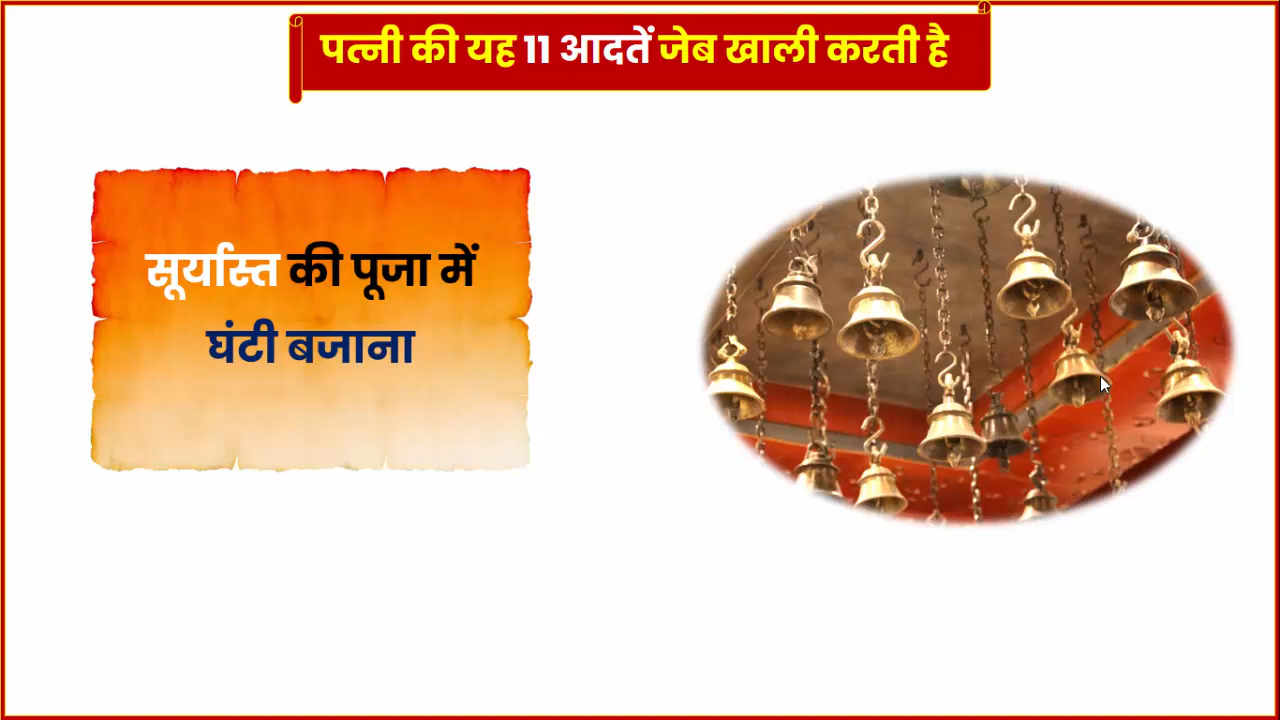 पत्नी की यह 11 आदतें जेब खाली करती है
सूर्यास्त की पूजा में
घंटी बजाना